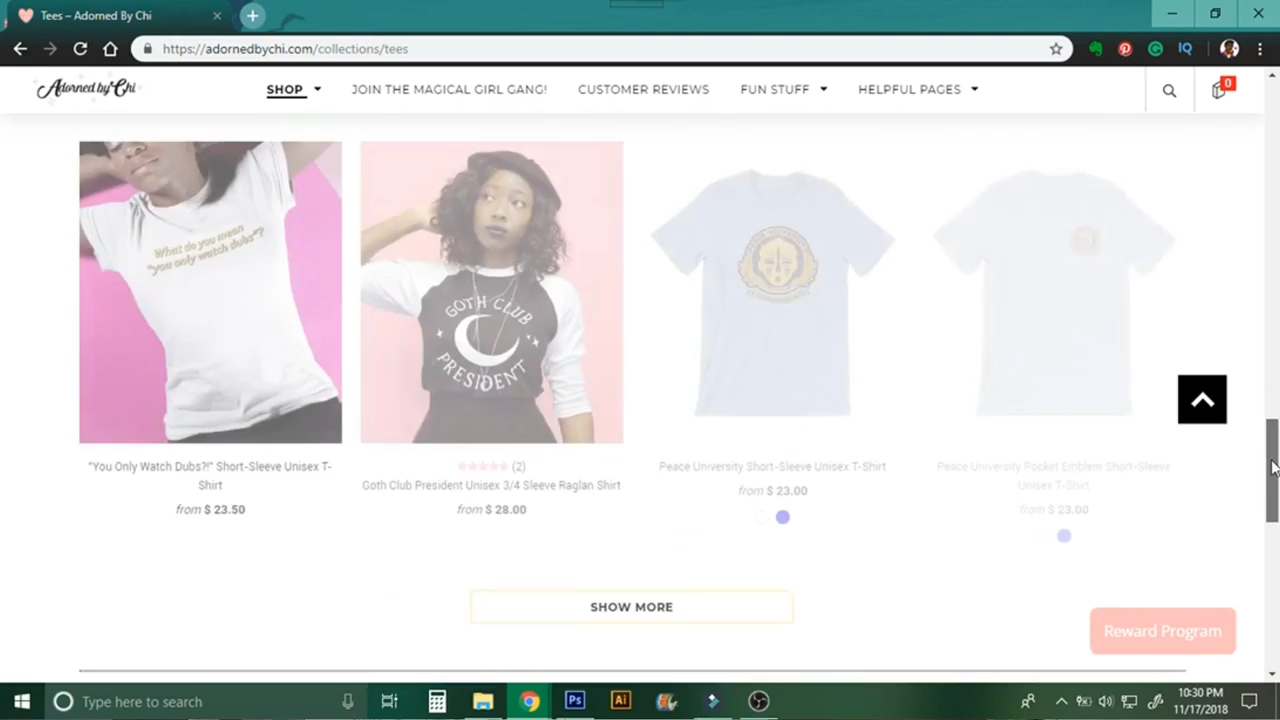 Tees – Adorned By Chi
https://adornedbychi.com/collections/tees
Adorned by Chi
SHOP
JOIN THE MAGICAL GIRL GANG!
CUSTOMER REVIEWS
FUN STUFF
HELPFUL PAGES
0
What do you mean
"you only watch dubs"?
GOTH CLUB
PRESIDENT
PEACE UNIVERSITY
"You Only Watch Dubs?!" Short-Sleeve Unisex T-
Shirt
from $ 23.50
(2)
Goth Club President Unisex 3/4 Sleeve Raglan Shirt
from $ 28.00
Peace University Short-Sleeve Unisex T-Shirt
from $ 23.00
Peace University Pocket Emblem Short-Sleeve
Unisex T-Shirt
from $ 23.00
SHOW MORE
Reward Program
Type here to search
Ps
Ai
10:30 PM
11/17/2018